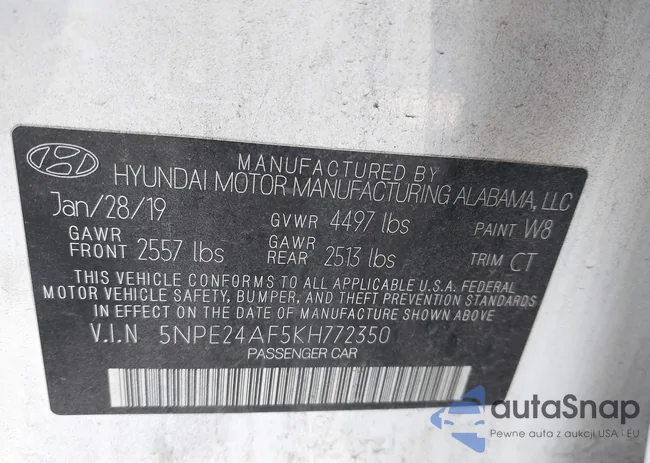 MANUFACTURED BY
HYUNDAI MOTOR MANUFACTURING ALABAMA, LLC
Jan/28/19 GVWR 4497 lbs PAINT W8
GAWR FRONT 2557 lbs GAWR REAR 2513 lbs TRIM CT
THIS VEHICLE CONFORMS TO ALL APPLICABLE U.S.A. FEDERAL
MOTOR VEHICLE SAFETY, BUMPER, AND THEFT PREVENTION STANDARDS
IN EFFECT ON THE DATE OF MANUFACTURE SHOWN ABOVE.
V.I.N 5NPE24AF5KH772350
PASSENGER CAR
autaSnap
Pewne auta z aukcji USA i EU